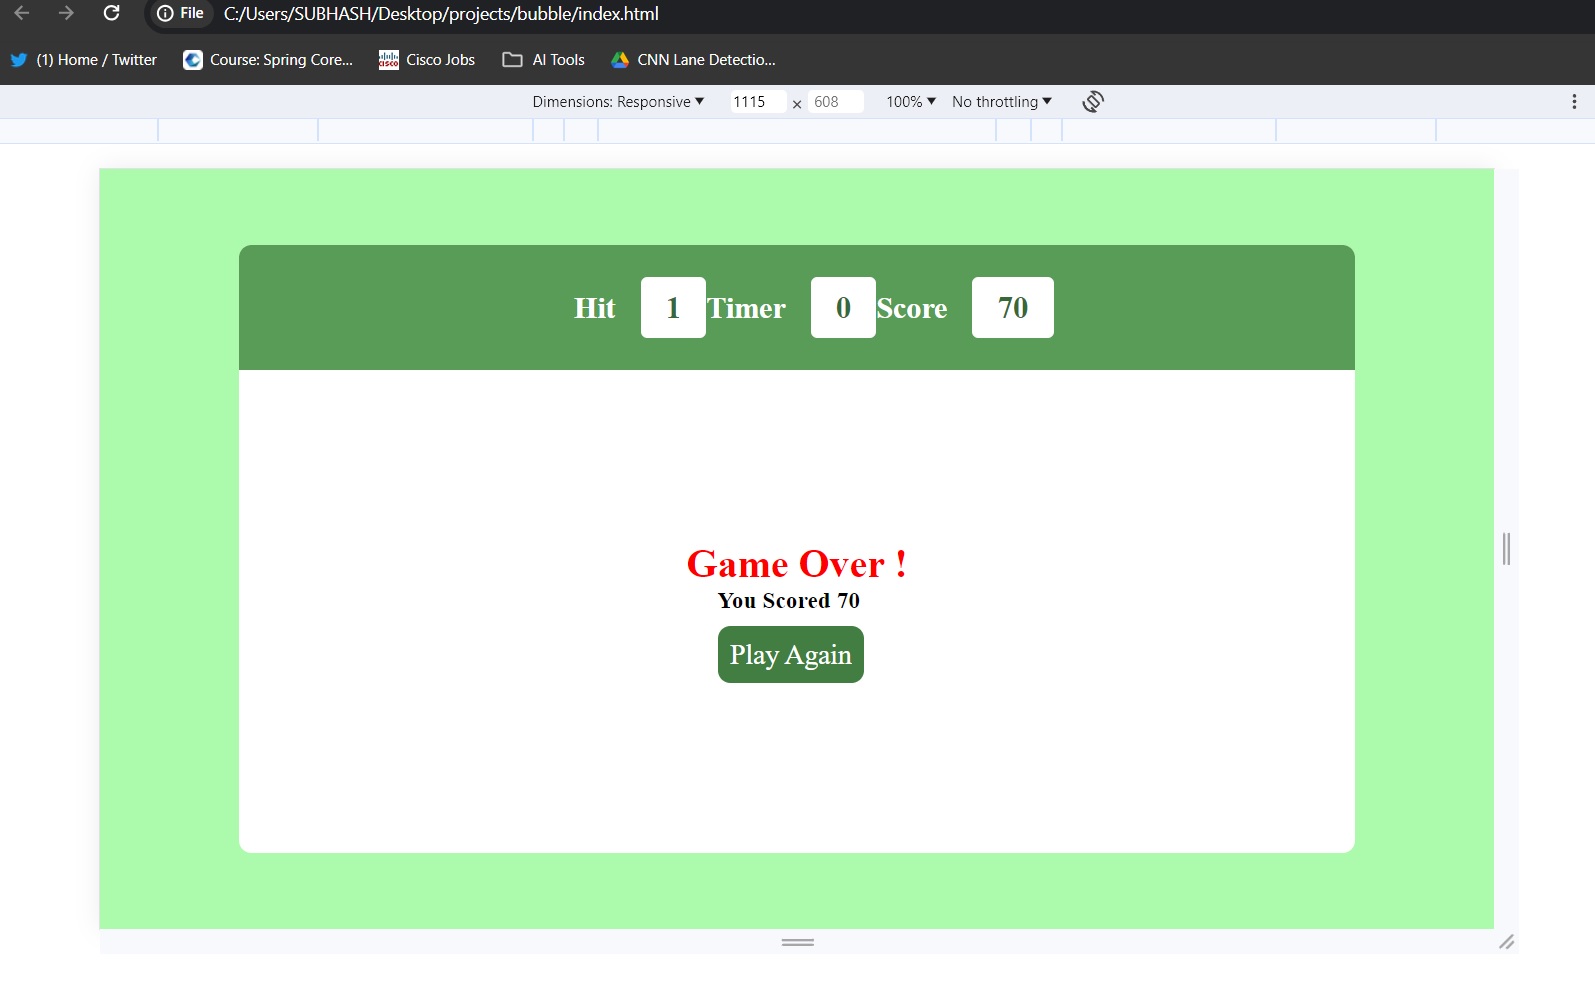 File C:/Users/SUBHASH/Desktop/projects/bubble/index.html
(1) Home / Twitter Course: Spring Core... Cisco Jobs AI Tools CNN Lane Detectio...
Dimensions: Responsive ▼ 1115 × 608 100% ▼ No throttling ▼
Hit 1 Timer 0 Score 70
Game Over !
You Scored 70
Play Again